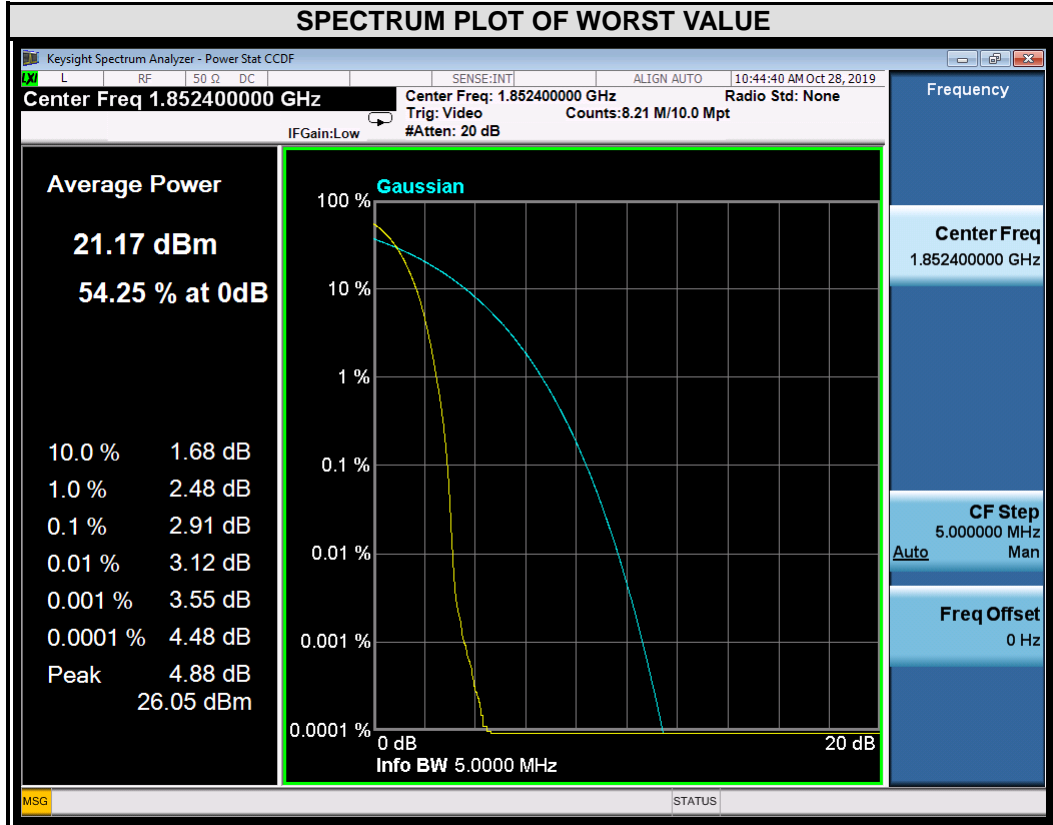 SPECTRUM PLOT OF WORST VALUE
Keysight Spectrum Analyzer - Power Stat CCDF
LXI L RF 50 Ω DC SENSE:INT ALIGN AUTO 10:44:40 AM Oct 28, 2019
Center Freq 1.852400000 GHz
Center Freq: 1.852400000 GHz Radio Std: None
Trig: Video Counts:8.21 M/10.0 Mpt
IFGain:Low #Atten: 20 dB
Average Power
21.17 dBm
54.25 % at 0dB
10.0 % 1.68 dB
1.0 % 2.48 dB
0.1 % 2.91 dB
0.01 % 3.12 dB
0.001 % 3.55 dB
0.0001 % 4.48 dB
Peak 4.88 dB
26.05 dBm
Gaussian
100 %
10 %
1 %
0.1 %
0.01 %
0.001 %
0.0001 %
0 dB 20 dB
Info BW 5.0000 MHz
Frequency
Center Freq
1.852400000 GHz
CF Step
5.000000 MHz
Auto Man
Freq Offset
0 Hz
MSG STATUS